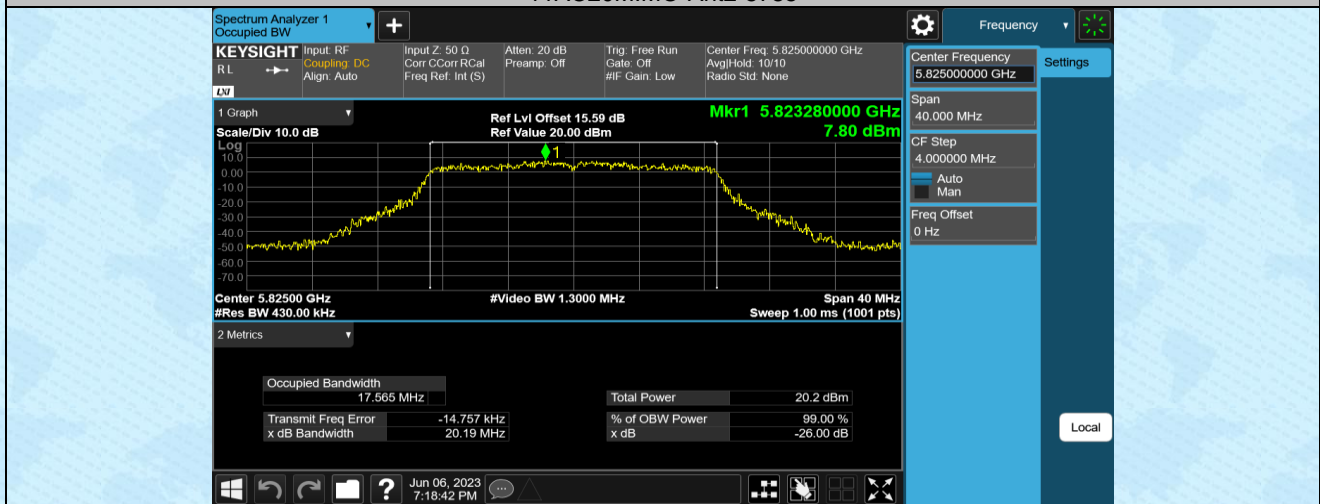 Spectrum Analyzer 1
Occupied BW
+
Frequency
KEYSIGHT
R L
LXI
Input: RF
Coupling: DC
Align: Auto
Input Z: 50 Ω
Corr CCorr RCal
Freq Ref: Int (S)
Atten: 20 dB
Preamp: Off
Trig: Free Run
Gate: Off
#IF Gain: Low
Center Freq: 5.825000000 GHz
Avg|Hold: 10/10
Radio Std: None
Center Frequency
5.825000000 GHz
Settings
Span
40.000 MHz
CF Step
4.000000 MHz
Auto
Man
Freq Offset
0 Hz
1 Graph
Scale/Div 10.0 dB
Ref Lvl Offset 15.59 dB
Ref Value 20.00 dBm
Mkr1 5.823280000 GHz
7.80 dBm
Log
10.0
0.00
-10.0
-20.0
-30.0
-40.0
-50.0
-60.0
-70.0
1
Center 5.82500 GHz
#Res BW 430.00 kHz
#Video BW 1.3000 MHz
Span 40 MHz
Sweep 1.00 ms (1001 pts)
2 Metrics
Occupied Bandwidth
17.565 MHz
Total Power 20.2 dBm
Transmit Freq Error -14.757 kHz
% of OBW Power 99.00 %
x dB Bandwidth 20.19 MHz
x dB -26.00 dB
Local
?
Jun 06, 2023
7:18:42 PM